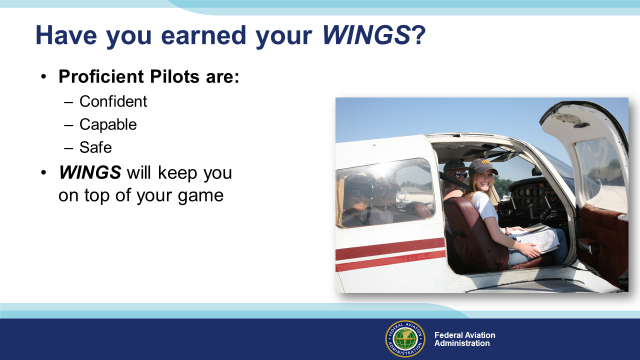 Have you earned your WINGS?
• Proficient Pilots are:
– Confident
– Capable
– Safe
• WINGS will keep you
on top of your game
Federal Aviation
Administration